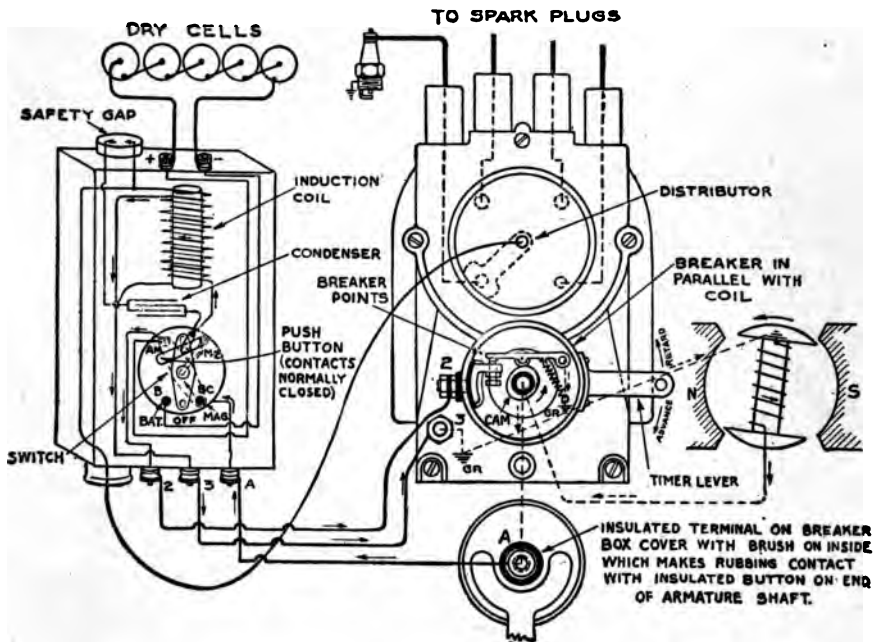 TO SPARK PLUGS
DRY CELLS
SAFETY GAP
+
-
INDUCTION
COIL
CONDENSER
BREAKER
POINTS
DISTRIBUTOR
BREAKER IN
PARALLEL WITH
COIL
PUSH
BUTTON
(CONTACTS
NORMALLY
CLOSED)
B
BAT.
OFF
MAG.
SWITCH
2
3
A
2
3
GR.
CAM
GR.
RETARD
ADVANCE
TIMER LEVER
N
S
A
INSULATED TERMINAL ON BREAKER
BOX COVER WITH BRUSH ON INSIDE
WHICH MAKES RUBBING CONTACT
WITH INSULATED BUTTON ON END
OF ARMATURE SHAFT.